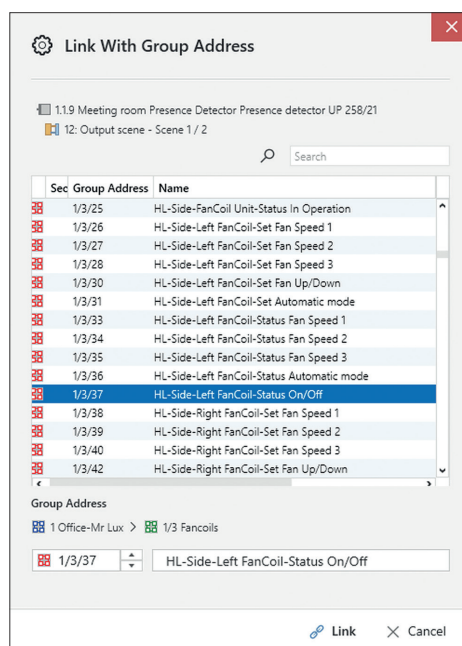 Link With Group Address
1.1.9 Meeting room Presence Detector Presence detector UP 258/21
12: Output scene - Scene 1 / 2
Search
Sec Group Address Name
1/3/25 HL-Side-FanCoil Unit-Status In Operation
1/3/26 HL-Side-Left FanCoil-Set Fan Speed 1
1/3/27 HL-Side-Left FanCoil-Set Fan Speed 2
1/3/28 HL-Side-Left FanCoil-Set Fan Speed 3
1/3/30 HL-Side-Left FanCoil-Set Fan Up/Down
1/3/31 HL-Side-Left FanCoil-Set Automatic mode
1/3/33 HL-Side-Left FanCoil-Status Fan Speed 1
1/3/34 HL-Side-Left FanCoil-Status Fan Speed 2
1/3/35 HL-Side-Left FanCoil-Status Fan Speed 3
1/3/36 HL-Side-Left FanCoil-Status Automatic mode
1/3/37 HL-Side-Left FanCoil-Status On/Off
1/3/38 HL-Side-Right FanCoil-Set Fan Speed 1
1/3/39 HL-Side-Right FanCoil-Set Fan Speed 2
1/3/40 HL-Side-Right FanCoil-Set Fan Speed 3
1/3/42 HL-Side-Right FanCoil-Set Fan Up/Down
Group Address
1 Office-Mr Lux > 1/3 Fancoils
1/3/37 HL-Side-Left FanCoil-Status On/Off
Link Cancel